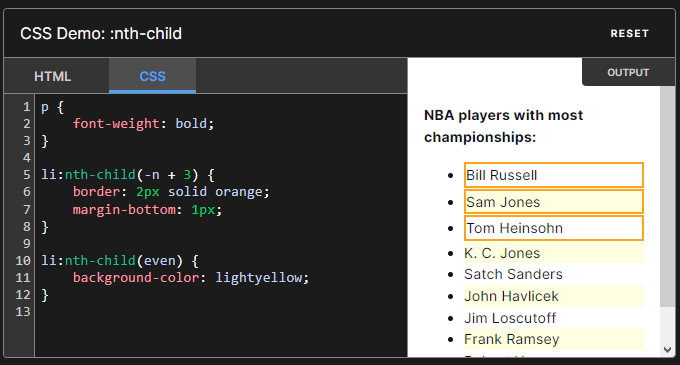 CSS Demo: :nth-child
RESET
HTML
CSS
OUTPUT
1 p {
2     font-weight: bold;
3 }
4
5 li:nth-child(-n + 3) {
6     border: 2px solid orange;
7     margin-bottom: 1px;
8 }
9
10 li:nth-child(even) {
11     background-color: lightyellow;
12 }
13
NBA players with most
championships:
Bill Russell
Sam Jones
Tom Heinsohn
K. C. Jones
Satch Sanders
John Havlicek
Jim Loscutoff
Frank Ramsey